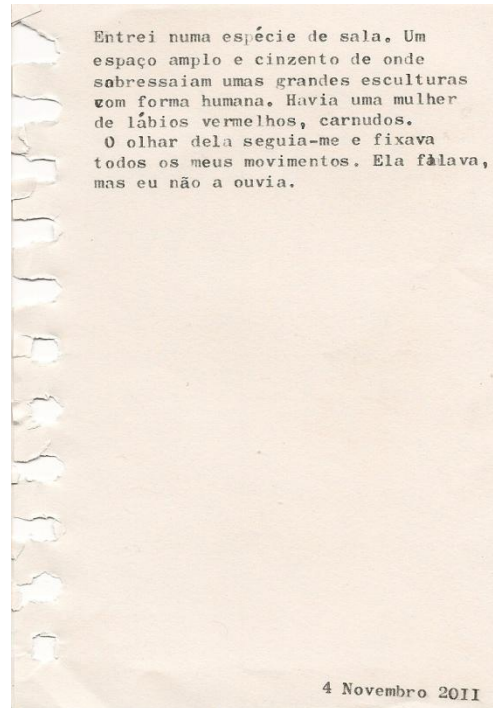 Entrei numa espécie de sala. Um
espaço amplo e cinzento de onde
sobressaiam umas grandes esculturas
com forma humana. Havia uma mulher
de lábios vermelhos, carnudos.
O olhar dela seguia-me e fixava
todos os meus movimentos. Ela falava,
mas eu não a ouvia.
4 Novembro 2011